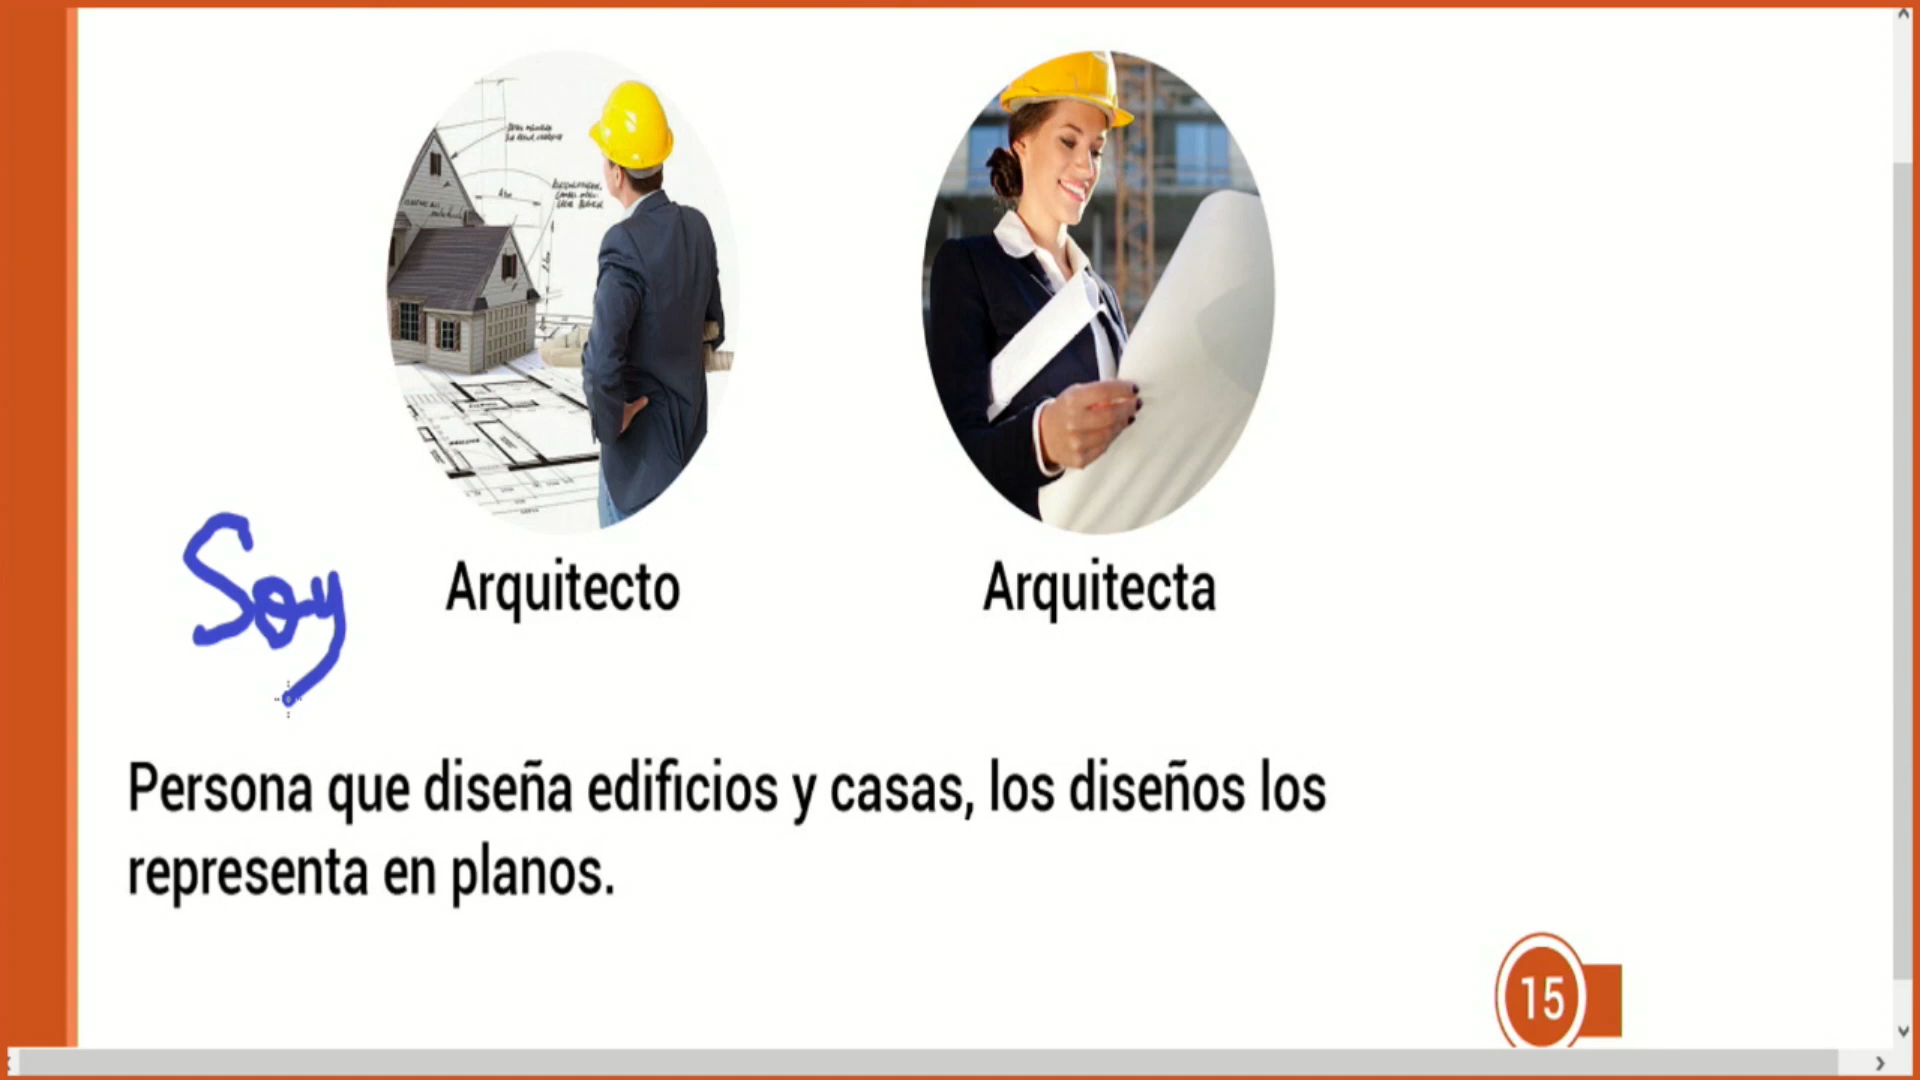 Soy Arquitecto Arquitecta
Persona que diseña edificios y casas, los diseños los
representa en planos.
15